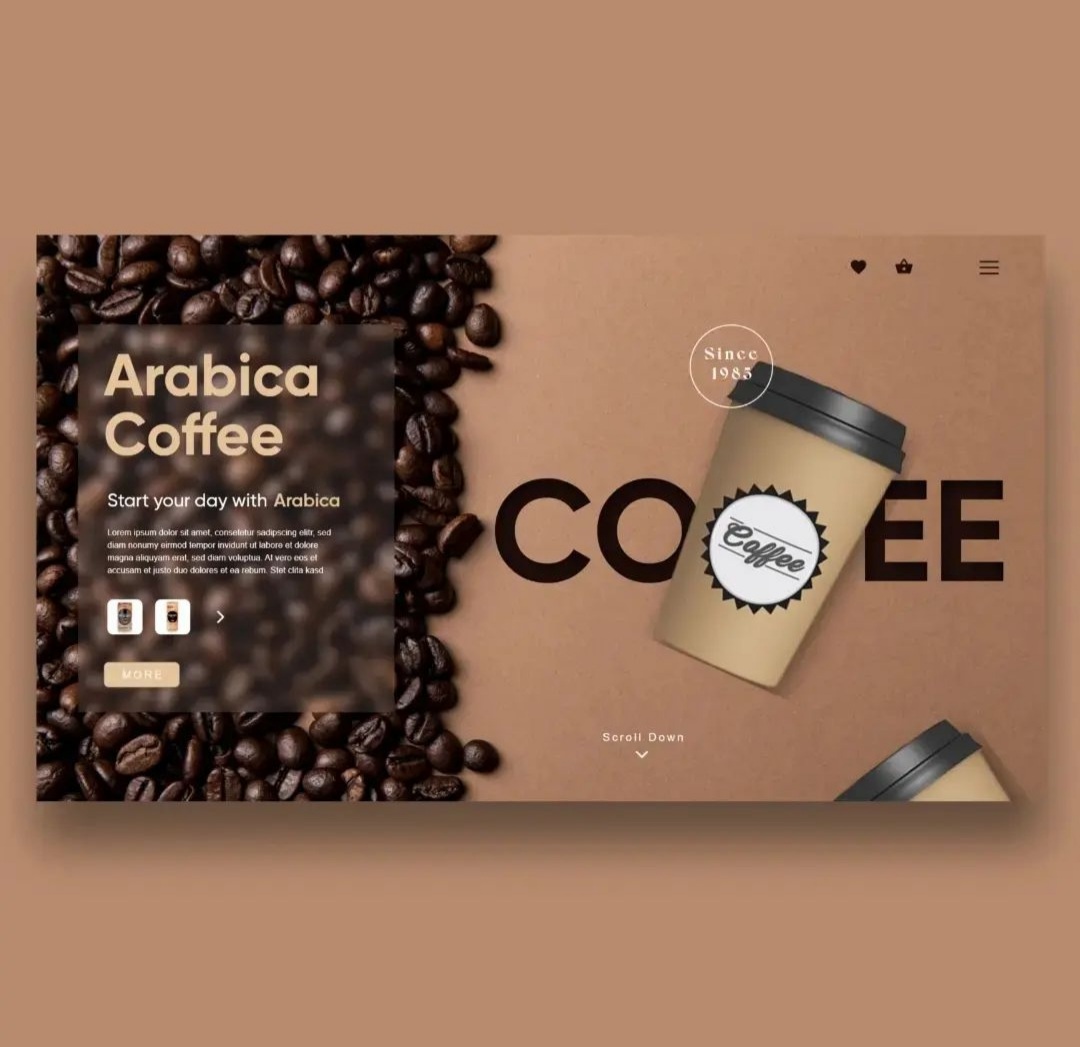 Arabica
Coffee
Start your day with Arabica
Lorem ipsum dolor sit amet, consetetur sadipscing elitr, sed
diam nonumy eirmod tempor invidunt ut labore et dolore
magna aliquyam erat, sed diam voluptua. At vero eos et
accusam et justo duo dolores et ea rebum. Stet clita kasd
MORE
Since
1985
CO EE
Coffee
Scroll Down